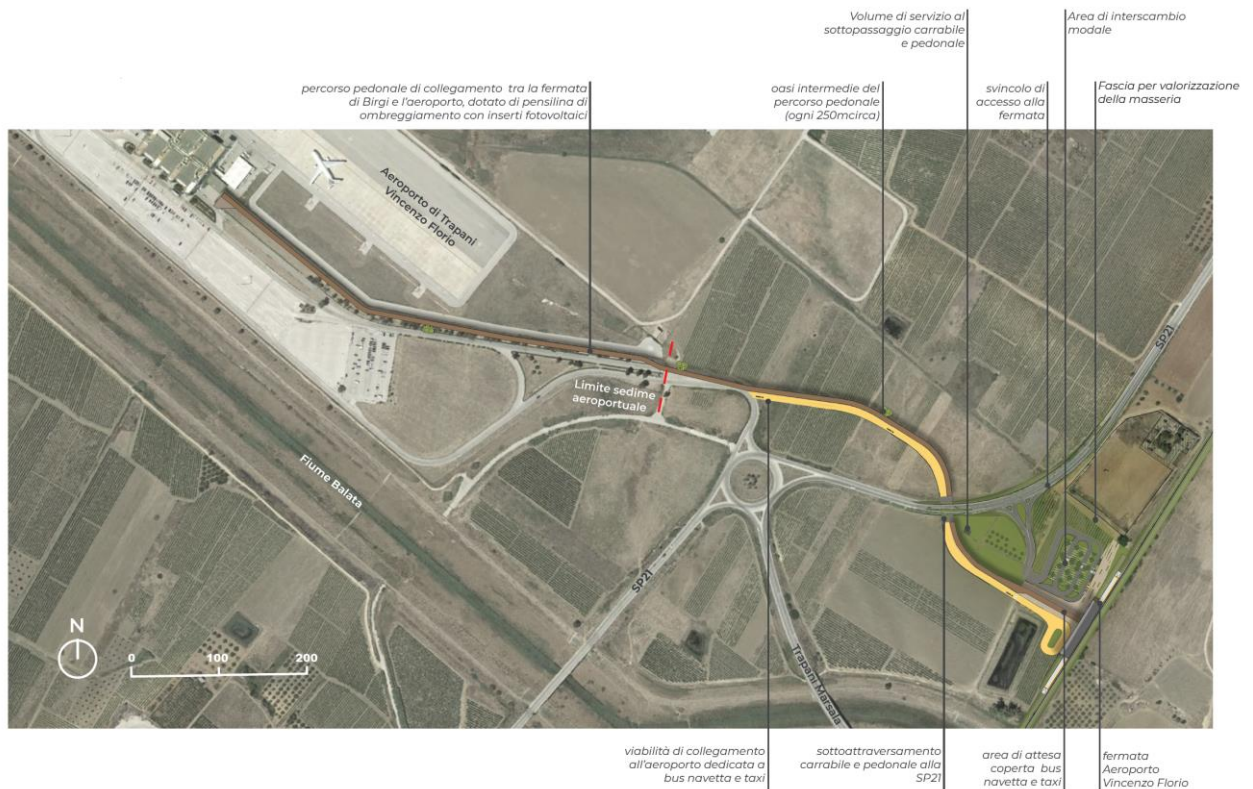 Volume di servizio al
sottopassaggio carrabile
e pedonale
Area di interscambio
modale
percorso pedonale di collegamento tra la fermata
di Birgi e l'aeroporto, dotato di pensilina di
ombreggiamento con inserti fotovoltaici
oasi intermedie del
percorso pedonale
(ogni 250mcirca)
svincolo di
accesso alla
fermata
Fascia per valorizzazione
della masseria
Aeroporto di Trapani
Vincenzo Florio
SP21
Limite sedime
aeroportuale
Fiume Balata
SP21
N
0 100 200
Trapani Marsala
viabilità di collegamento
all'aeroporto dedicata a
bus navetta e taxi
sottoattraversamento
carrabile e pedonale alla
SP21
area di attesa
coperta bus
navetta e taxi
fermata
Aeroporto
Vincenzo Florio